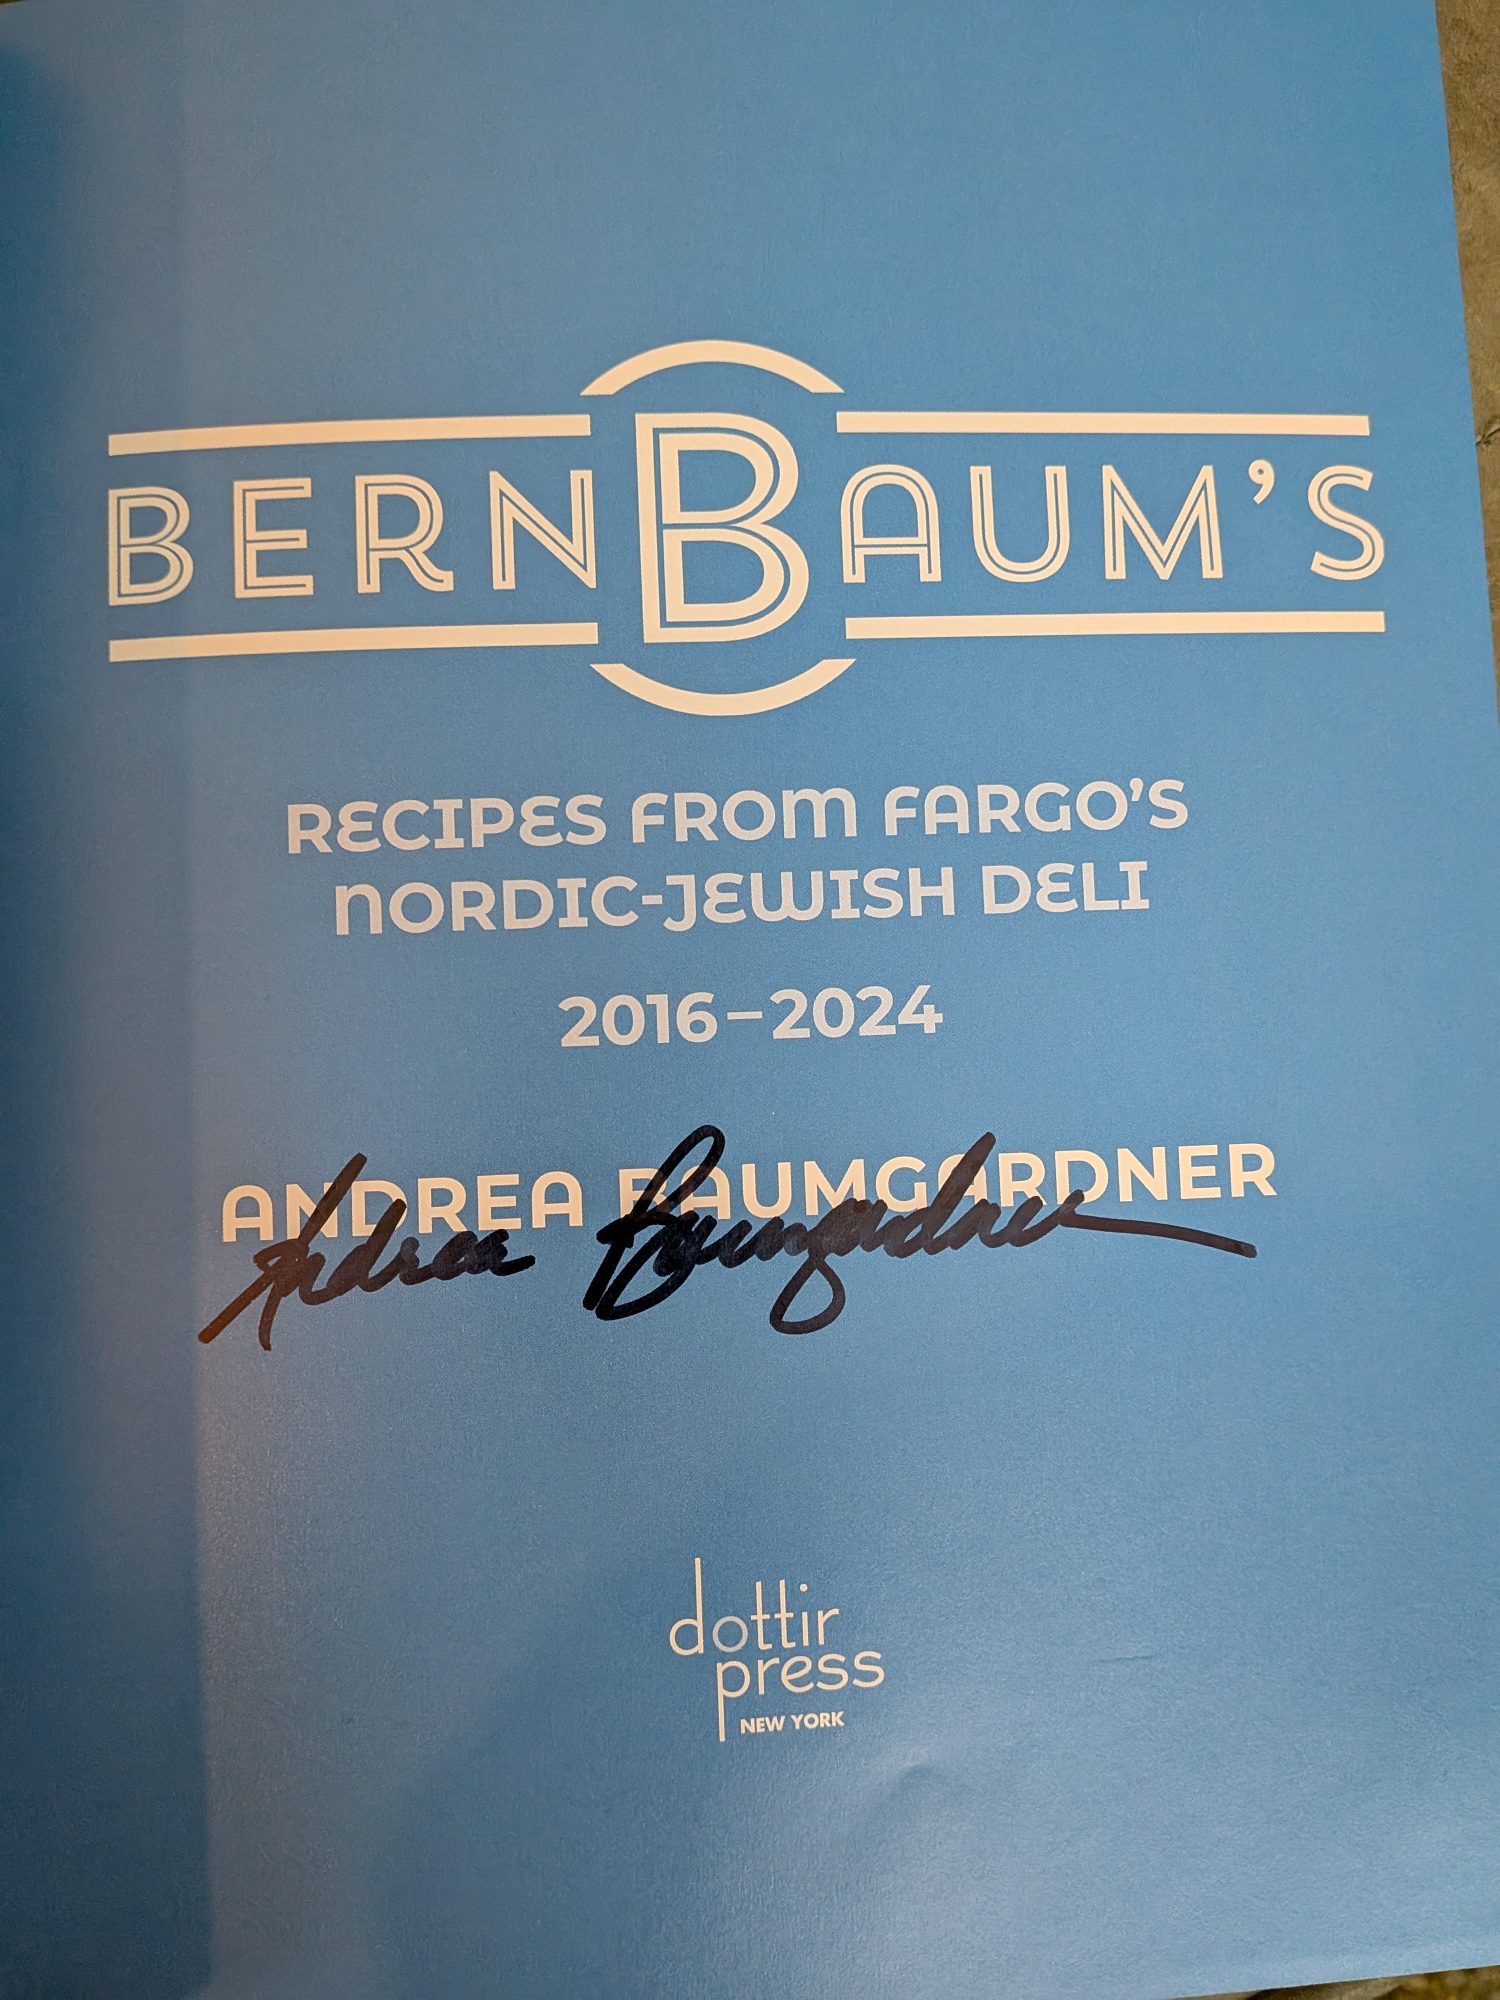 BERNBAUM'S
RECIPES FROM FARGO'S
NORDIC-JEWISH DELI
2016–2024
ANDREA BAUMGARDNER
Andrea Baumgardner
dottir
press
NEW YORK